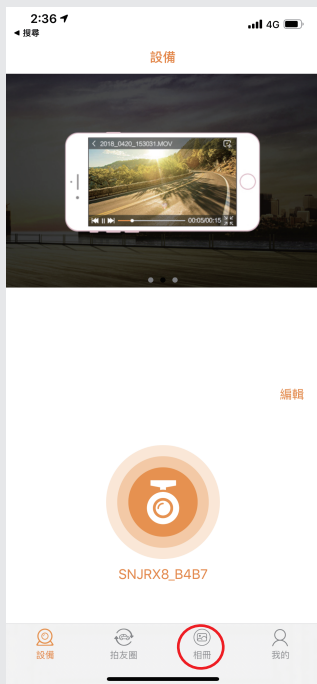 2:36
4G
◀ 搜尋
設備
2018_0420_153031.MOV
00:05/00:15
編輯
SNJRX8_B4B7
設備
拍友圈
相冊
我的